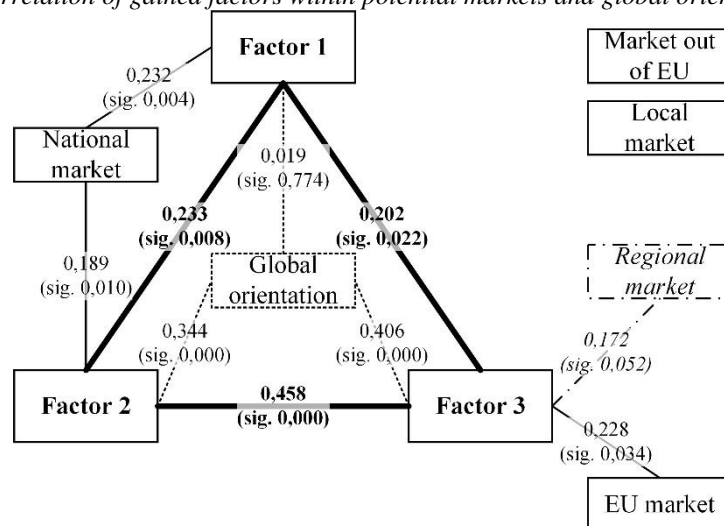 rrelation of gained factors within potential markets and global orien
Factor 1
Market out
of EU
0,232
(sig. 0,004)
Local
market
National
market
0,019
(sig. 0,774)
0,233
(sig. 0,008)
0,202
(sig. 0,022)
Global
orientation
Regional
market
0,189
(sig. 0,010)
0,344
(sig. 0,000)
0,406
(sig. 0,000)
0,172
(sig. 0,052)
Factor 2
0,458
(sig. 0,000)
Factor 3
0,228
(sig. 0,034)
EU market